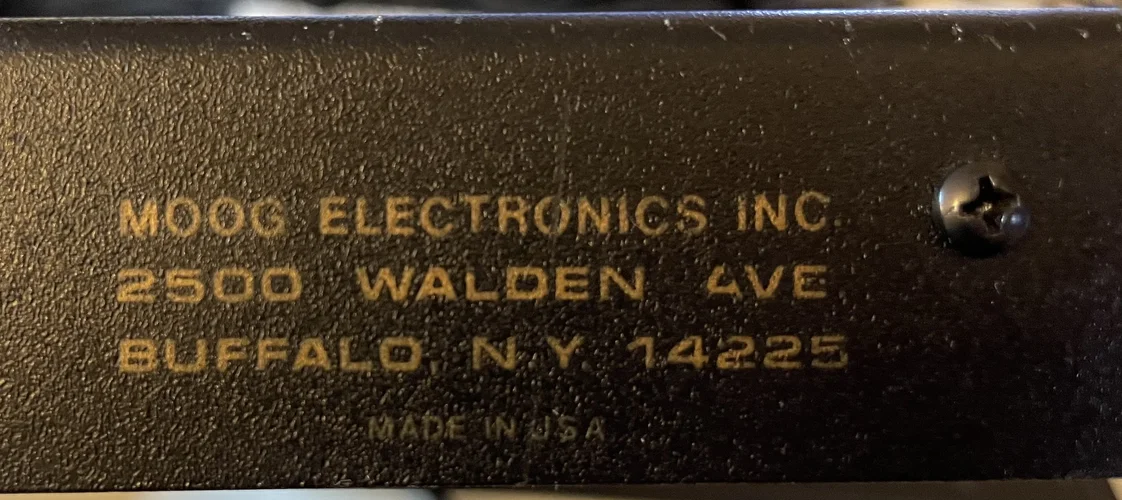 MOOG ELECTRONICS INC.
2500 WALDEN AVE
BUFFALO, N Y 14225
MADE IN USA